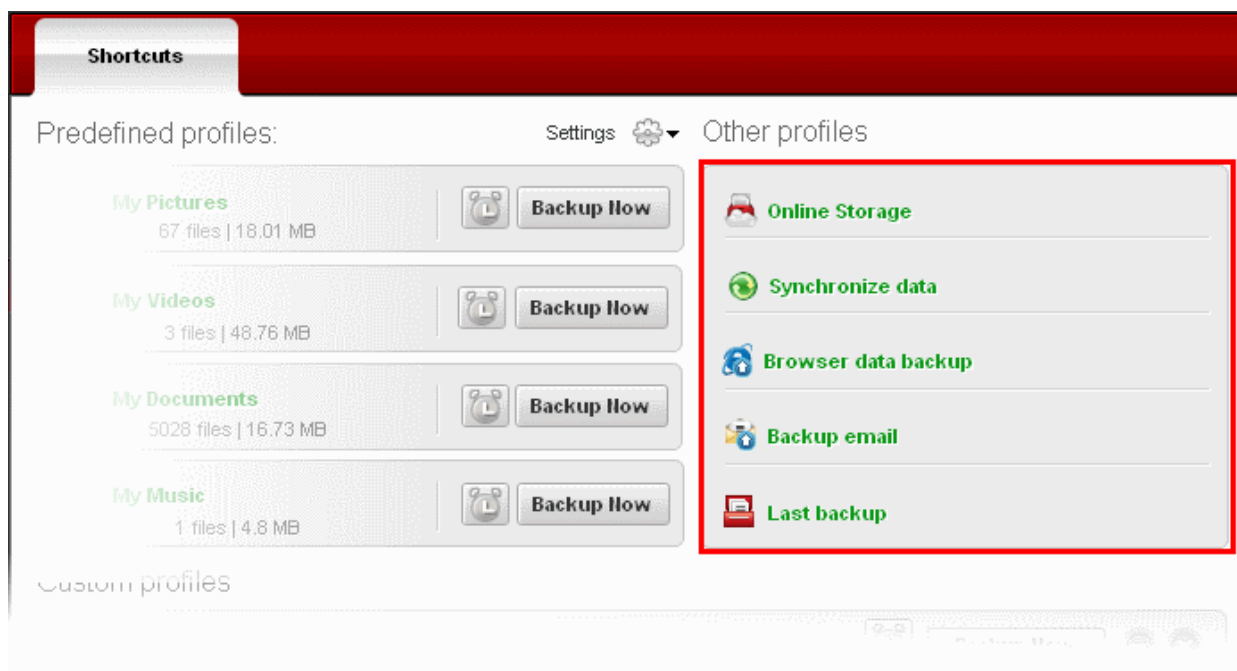 Shortcuts
Predefined profiles:
Settings
My Pictures
67 files | 18.01 MB
Backup Now
My Videos
3 files | 48.76 MB
Backup Now
My Documents
5028 files | 16.73 MB
Backup Now
My Music
1 files | 4.8 MB
Backup Now
Other profiles
Online Storage
Synchronize data
Browser data backup
Backup email
Last backup
Custom profiles
Backup Now